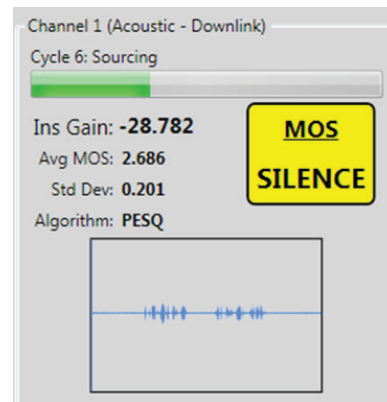 Channel 1 (Acoustic - Downlink)
Cycle 6: Sourcing
Ins Gain: -28.782
Avg MOS: 2.686
Std Dev: 0.201
Algorithm: PESQ
MOS
SILENCE